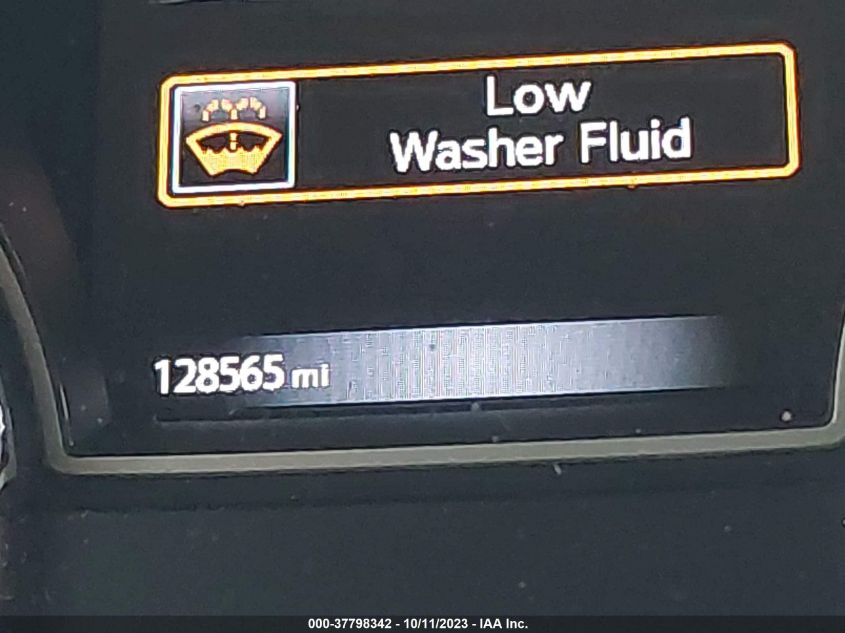 Low
Washer Fluid
128565 mi
000-37798342 - 10/11/2023 - IAA Inc.